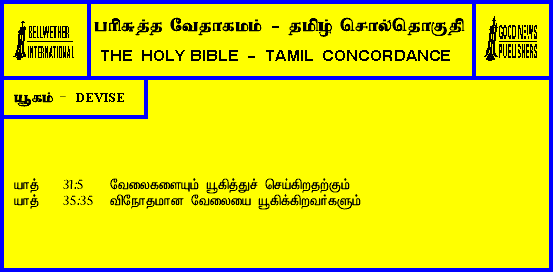 BELLWETHER
INTERNATIONAL
பரிசுத்த வேதாகமம் - தமிழ் சொல்தொகுதி
THE HOLY BIBLE - TAMIL CONCORDANCE
GOOD NEWS
PUBLISHERS
யூகம் - DEVISE
யாத் 31:5 வேலைகளையும் யூகித்துச் செய்கிறதற்கும்
யாத் 35:35 விநோதமான வேலையை யூகிக்கிறவர்களும்